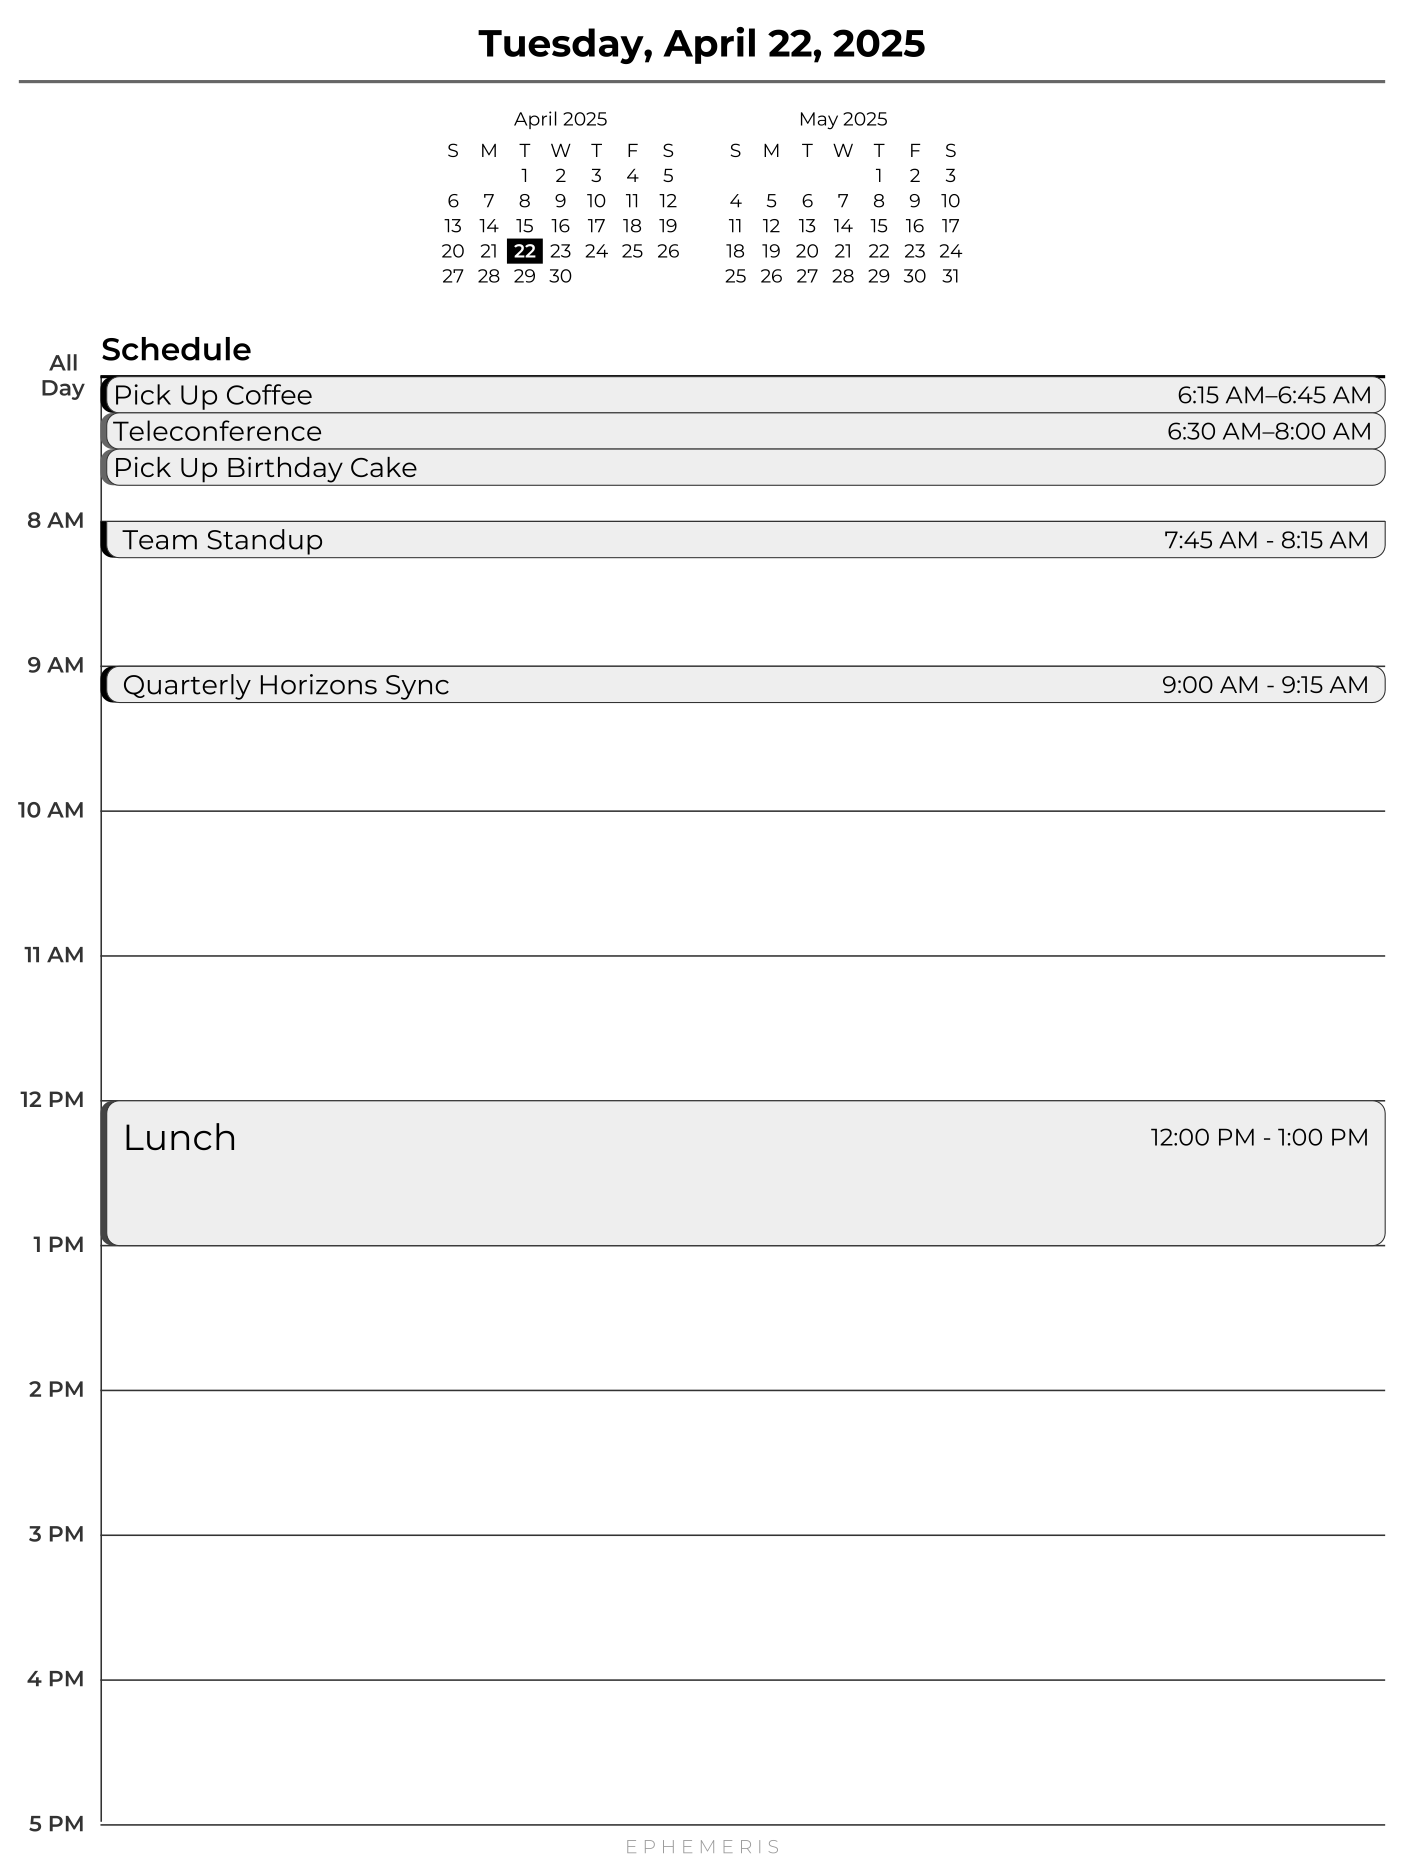 Tuesday, April 22, 2025
April 2025
S M T W T F S
1 2 3 4 5
6 7 8 9 10 11 12
13 14 15 16 17 18 19
20 21 22 23 24 25 26
27 28 29 30
May 2025
S M T W T F S
1 2 3
4 5 6 7 8 9 10
11 12 13 14 15 16 17
18 19 20 21 22 23 24
25 26 27 28 29 30 31
Schedule
All
Day
Pick Up Coffee 6:15 AM–6:45 AM
Teleconference 6:30 AM–8:00 AM
Pick Up Birthday Cake
8 AM
Team Standup 7:45 AM - 8:15 AM
9 AM
Quarterly Horizons Sync 9:00 AM - 9:15 AM
10 AM
11 AM
12 PM
Lunch 12:00 PM - 1:00 PM
1 PM
2 PM
3 PM
4 PM
5 PM
EPHEMERIS